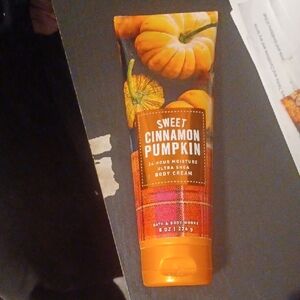 SWEET
CINNAMON
PUMPKIN
24 HOUR MOISTURE
ULTRA SHEA
BODY CREAM
BATH & BODY WORKS
8 OZ | 226 g